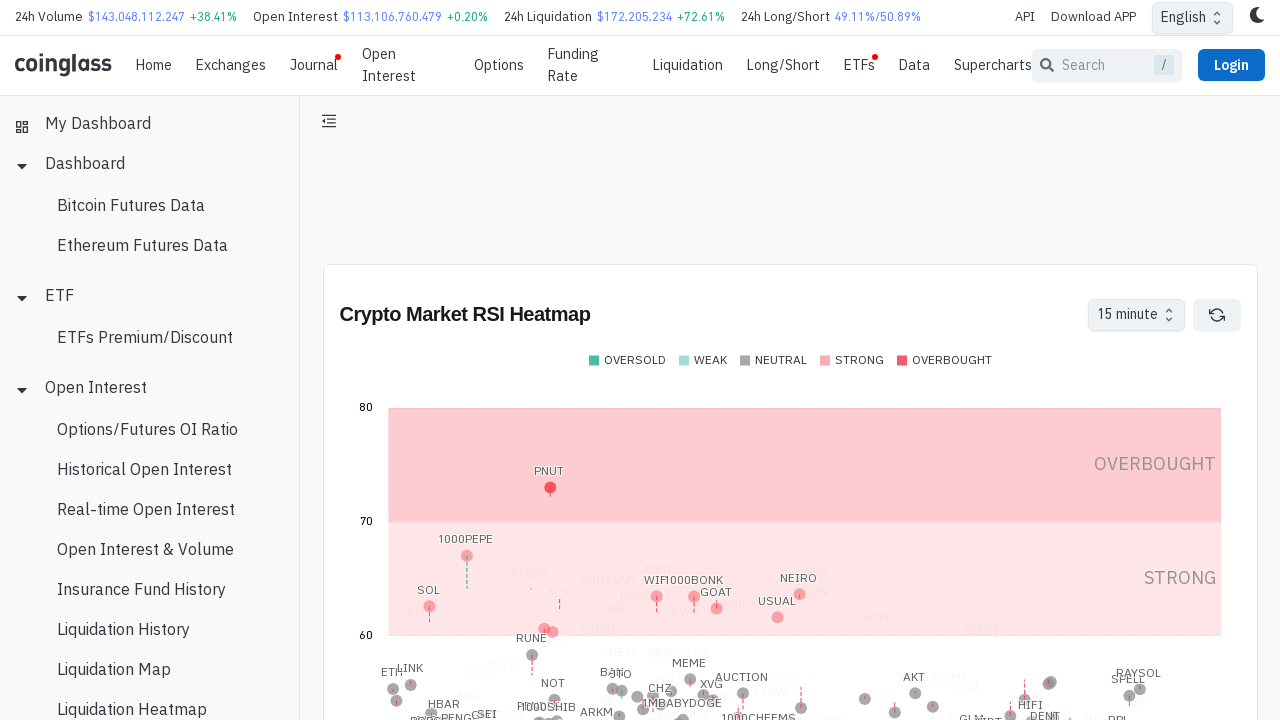 24h Volume $143,048,112,247 +38.41% Open Interest $113,106,760,479 +0.20% 24h Liquidation $172,205,234 +72.61% 24h Long/Short 49.11%/50.89% API Download APP English
coinglass Home Exchanges Journal Open Interest Options Funding Rate Liquidation Long/Short ETFs Data Supercharts Search / Login
My Dashboard
Dashboard
Bitcoin Futures Data
Ethereum Futures Data
ETF
ETFs Premium/Discount
Open Interest
Options/Futures OI Ratio
Historical Open Interest
Real-time Open Interest
Open Interest & Volume
Insurance Fund History
Liquidation History
Liquidation Map
Liquidation Heatmap
Crypto Market RSI Heatmap 15 minute
OVERSOLD WEAK NEUTRAL STRONG OVERBOUGHT
80
OVERBOUGHT
PNUT
70
1000PEPE
STRONG
WIF 1000BONK NEIRO
SOL GOAT USUAL
60
RUNE
ETH LINK MEME
NOT JTO CHZ XVG AUCTION AKT SPELL RAYSOL
HBAR SEI ARKM 1MBABYDOGE HIFI
1000CHEEMS DENT